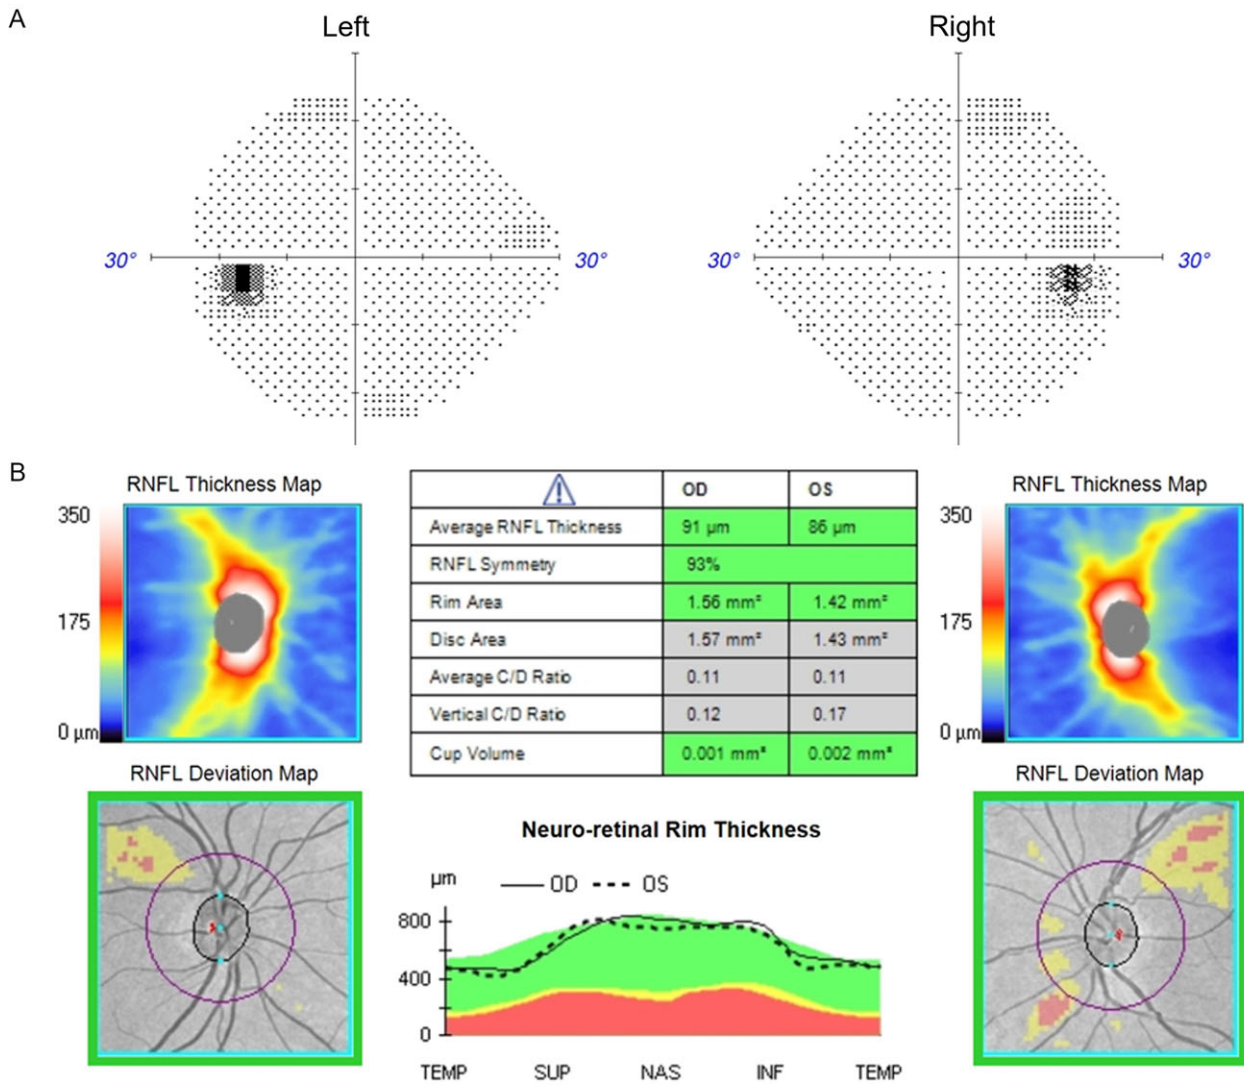 A
Left
Right
30°
30°
30°
30°
B
RNFL Thickness Map
350
175
0 µm
RNFL Deviation Map
OD
OS
Average RNFL Thickness
91 µm
86 µm
RNFL Symmetry
93%
Rim Area
1.56 mm²
1.42 mm²
Disc Area
1.57 mm²
1.43 mm²
Average C/D Ratio
0.11
0.11
Vertical C/D Ratio
0.12
0.17
Cup Volume
0.001 mm³
0.002 mm³
Neuro-retinal Rim Thickness
µm
OD
OS
800
400
0
TEMP
SUP
NAS
INF
TEMP
RNFL Thickness Map
350
175
0 µm
RNFL Deviation Map